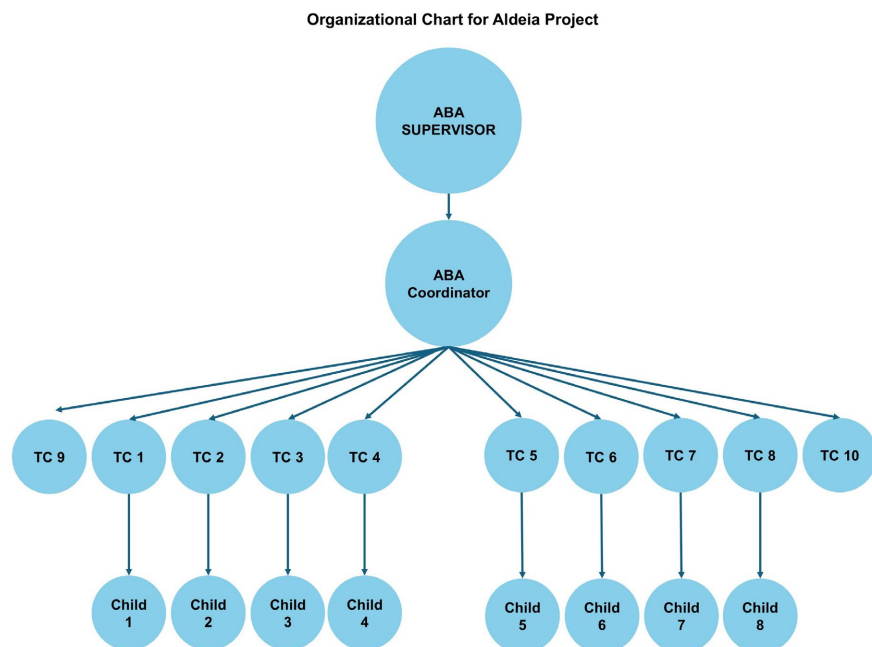 Organizational Chart for Aldeia Project
ABA
SUPERVISOR
ABA
Coordinator
TC 9
TC 1
TC 2
TC 3
TC 4
TC 5
TC 6
TC 7
TC 8
TC 10
Child
1
Child
2
Child
3
Child
4
Child
5
Child
6
Child
7
Child
8